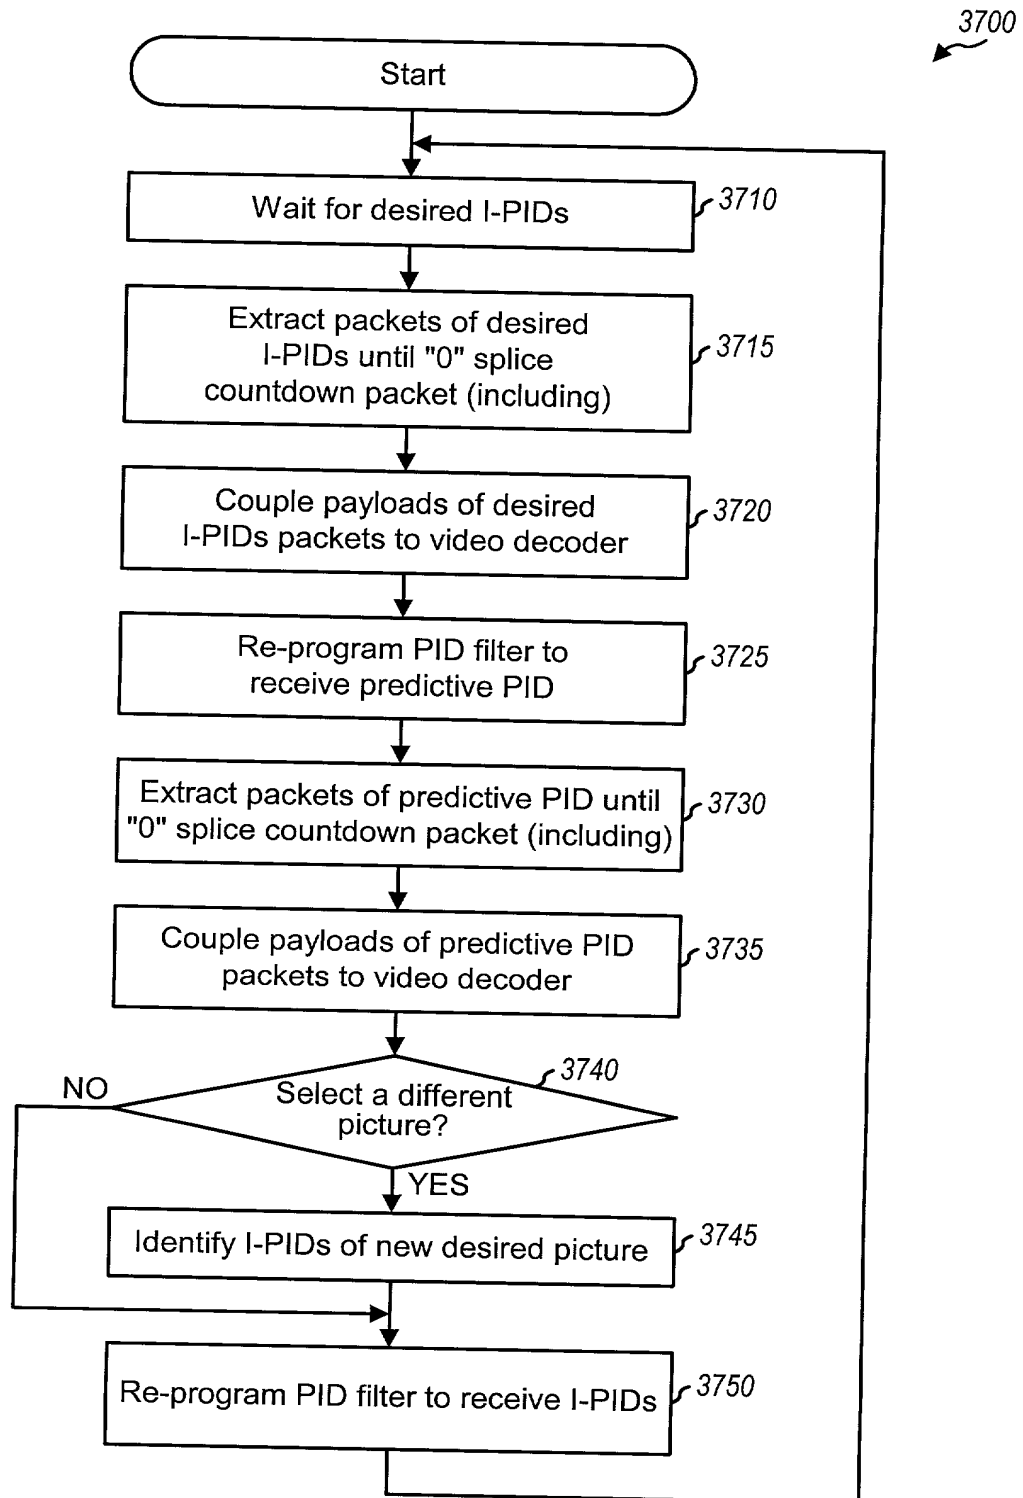 3700
Start
Wait for desired I-PIDs
3710
Extract packets of desired
I-PIDs until "0" splice
countdown packet (including)
3715
Couple payloads of desired
I-PIDs packets to video decoder
3720
Re-program PID filter to
receive predictive PID
3725
Extract packets of predictive PID until
"0" splice countdown packet (including)
3730
Couple payloads of predictive PID
packets to video decoder
3735
3740
NO
Select a different
picture?
YES
Identify I-PIDs of new desired picture
3745
Re-program PID filter to receive I-PIDs
3750